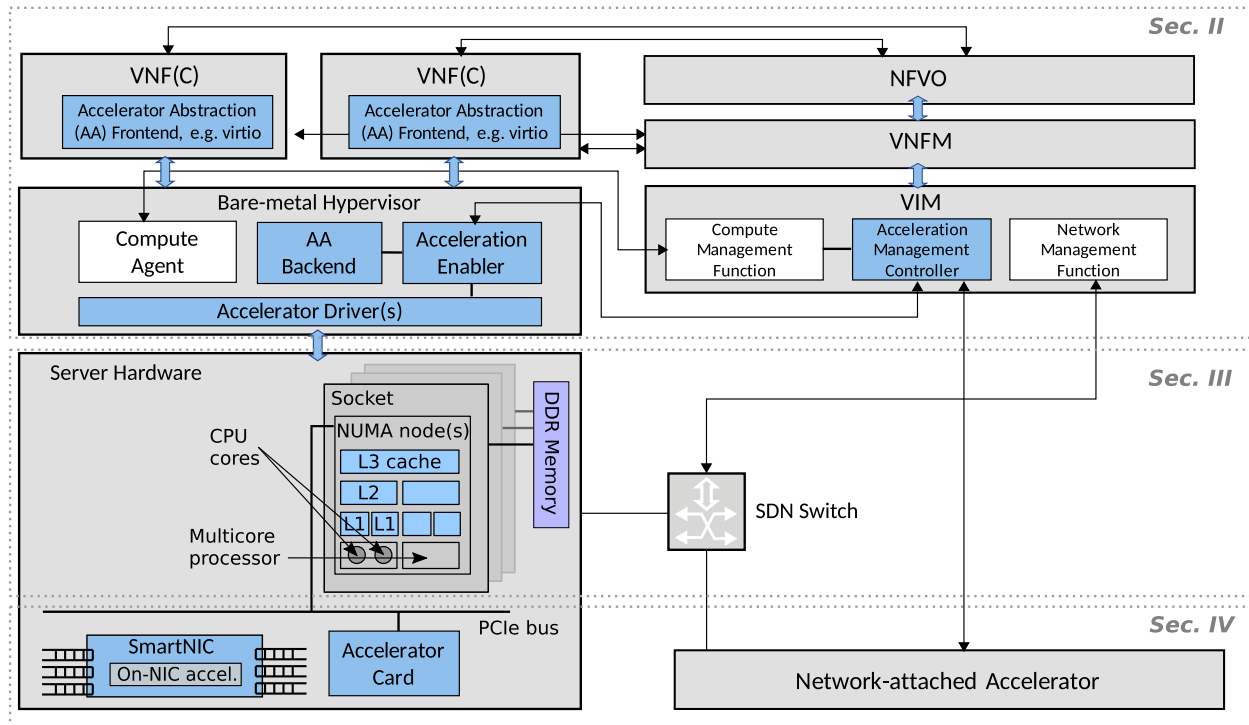 Sec. II
VNF(C)
Accelerator Abstraction
(AA) Frontend, e.g. virtio
VNF(C)
Accelerator Abstraction
(AA) Frontend, e.g. virtio
NFVO
VNFM
VIM
Compute
Management
Function
Acceleration
Management
Controller
Network
Management
Function
Bare-metal Hypervisor
Compute
Agent
AA
Backend
Acceleration
Enabler
Accelerator Driver(s)
Sec. III
Server Hardware
Socket
NUMA node(s)
L3 cache
L2
L1
L1
CPU
cores
Multicore
processor
DDR Memory
SDN Switch
Sec. IV
PCIe bus
SmartNIC
On-NIC accel.
Accelerator
Card
Network-attached Accelerator